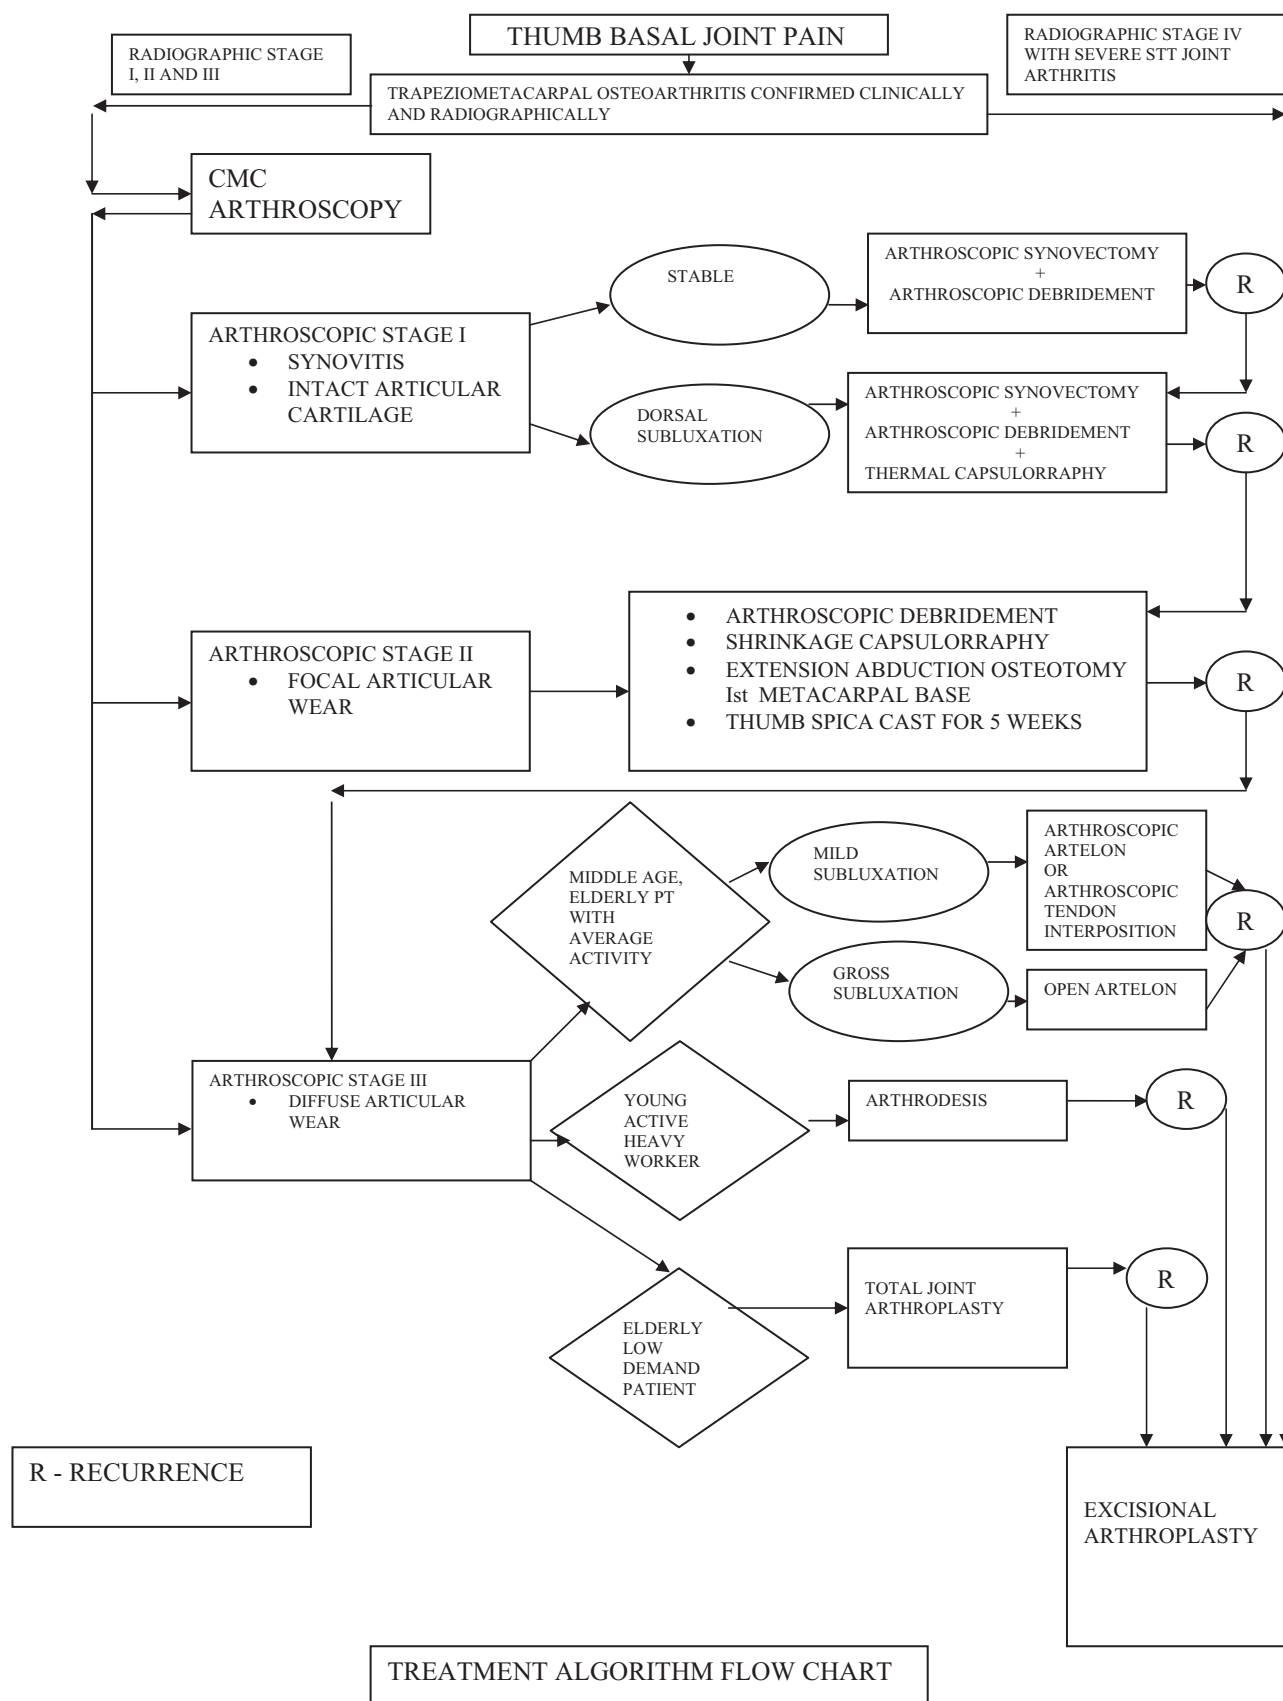 THUMB BASAL JOINT PAIN
RADIOGRAPHIC STAGE
I, II AND III
RADIOGRAPHIC STAGE IV
WITH SEVERE STT JOINT
ARTHRITIS
TRAPEZIOMETACARPAL OSTEOARTHRITIS CONFIRMED CLINICALLY
AND RADIOGRAPHICALLY
CMC
ARTHROSCOPY
ARTHROSCOPIC STAGE I
• SYNOVITIS
• INTACT ARTICULAR
CARTILAGE
STABLE
ARTHROSCOPIC SYNOVECTOMY
+
ARTHROSCOPIC DEBRIDEMENT
R
DORSAL
SUBLUXATION
ARTHROSCOPIC SYNOVECTOMY
+
ARTHROSCOPIC DEBRIDEMENT
+
THERMAL CAPSULORRAPHY
R
ARTHROSCOPIC STAGE II
• FOCAL ARTICULAR
WEAR
• ARTHROSCOPIC DEBRIDEMENT
• SHRINKAGE CAPSULORRAPHY
• EXTENSION ABDUCTION OSTEOTOMY
Ist METACARPAL BASE
• THUMB SPICA CAST FOR 5 WEEKS
R
ARTHROSCOPIC STAGE III
• DIFFUSE ARTICULAR
WEAR
MIDDLE AGE,
ELDERLY PT
WITH
AVERAGE
ACTIVITY
MILD
SUBLUXATION
ARTHROSCOPIC
ARTELON
OR
ARTHROSCOPIC
TENDON
INTERPOSITION
R
GROSS
SUBLUXATION
OPEN ARTELON
YOUNG
ACTIVE
HEAVY
WORKER
ARTHRODESIS
R
ELDERLY
LOW
DEMAND
PATIENT
TOTAL JOINT
ARTHROPLASTY
R
R - RECURRENCE
EXCISIONAL
ARTHROPLASTY
TREATMENT ALGORITHM FLOW CHART